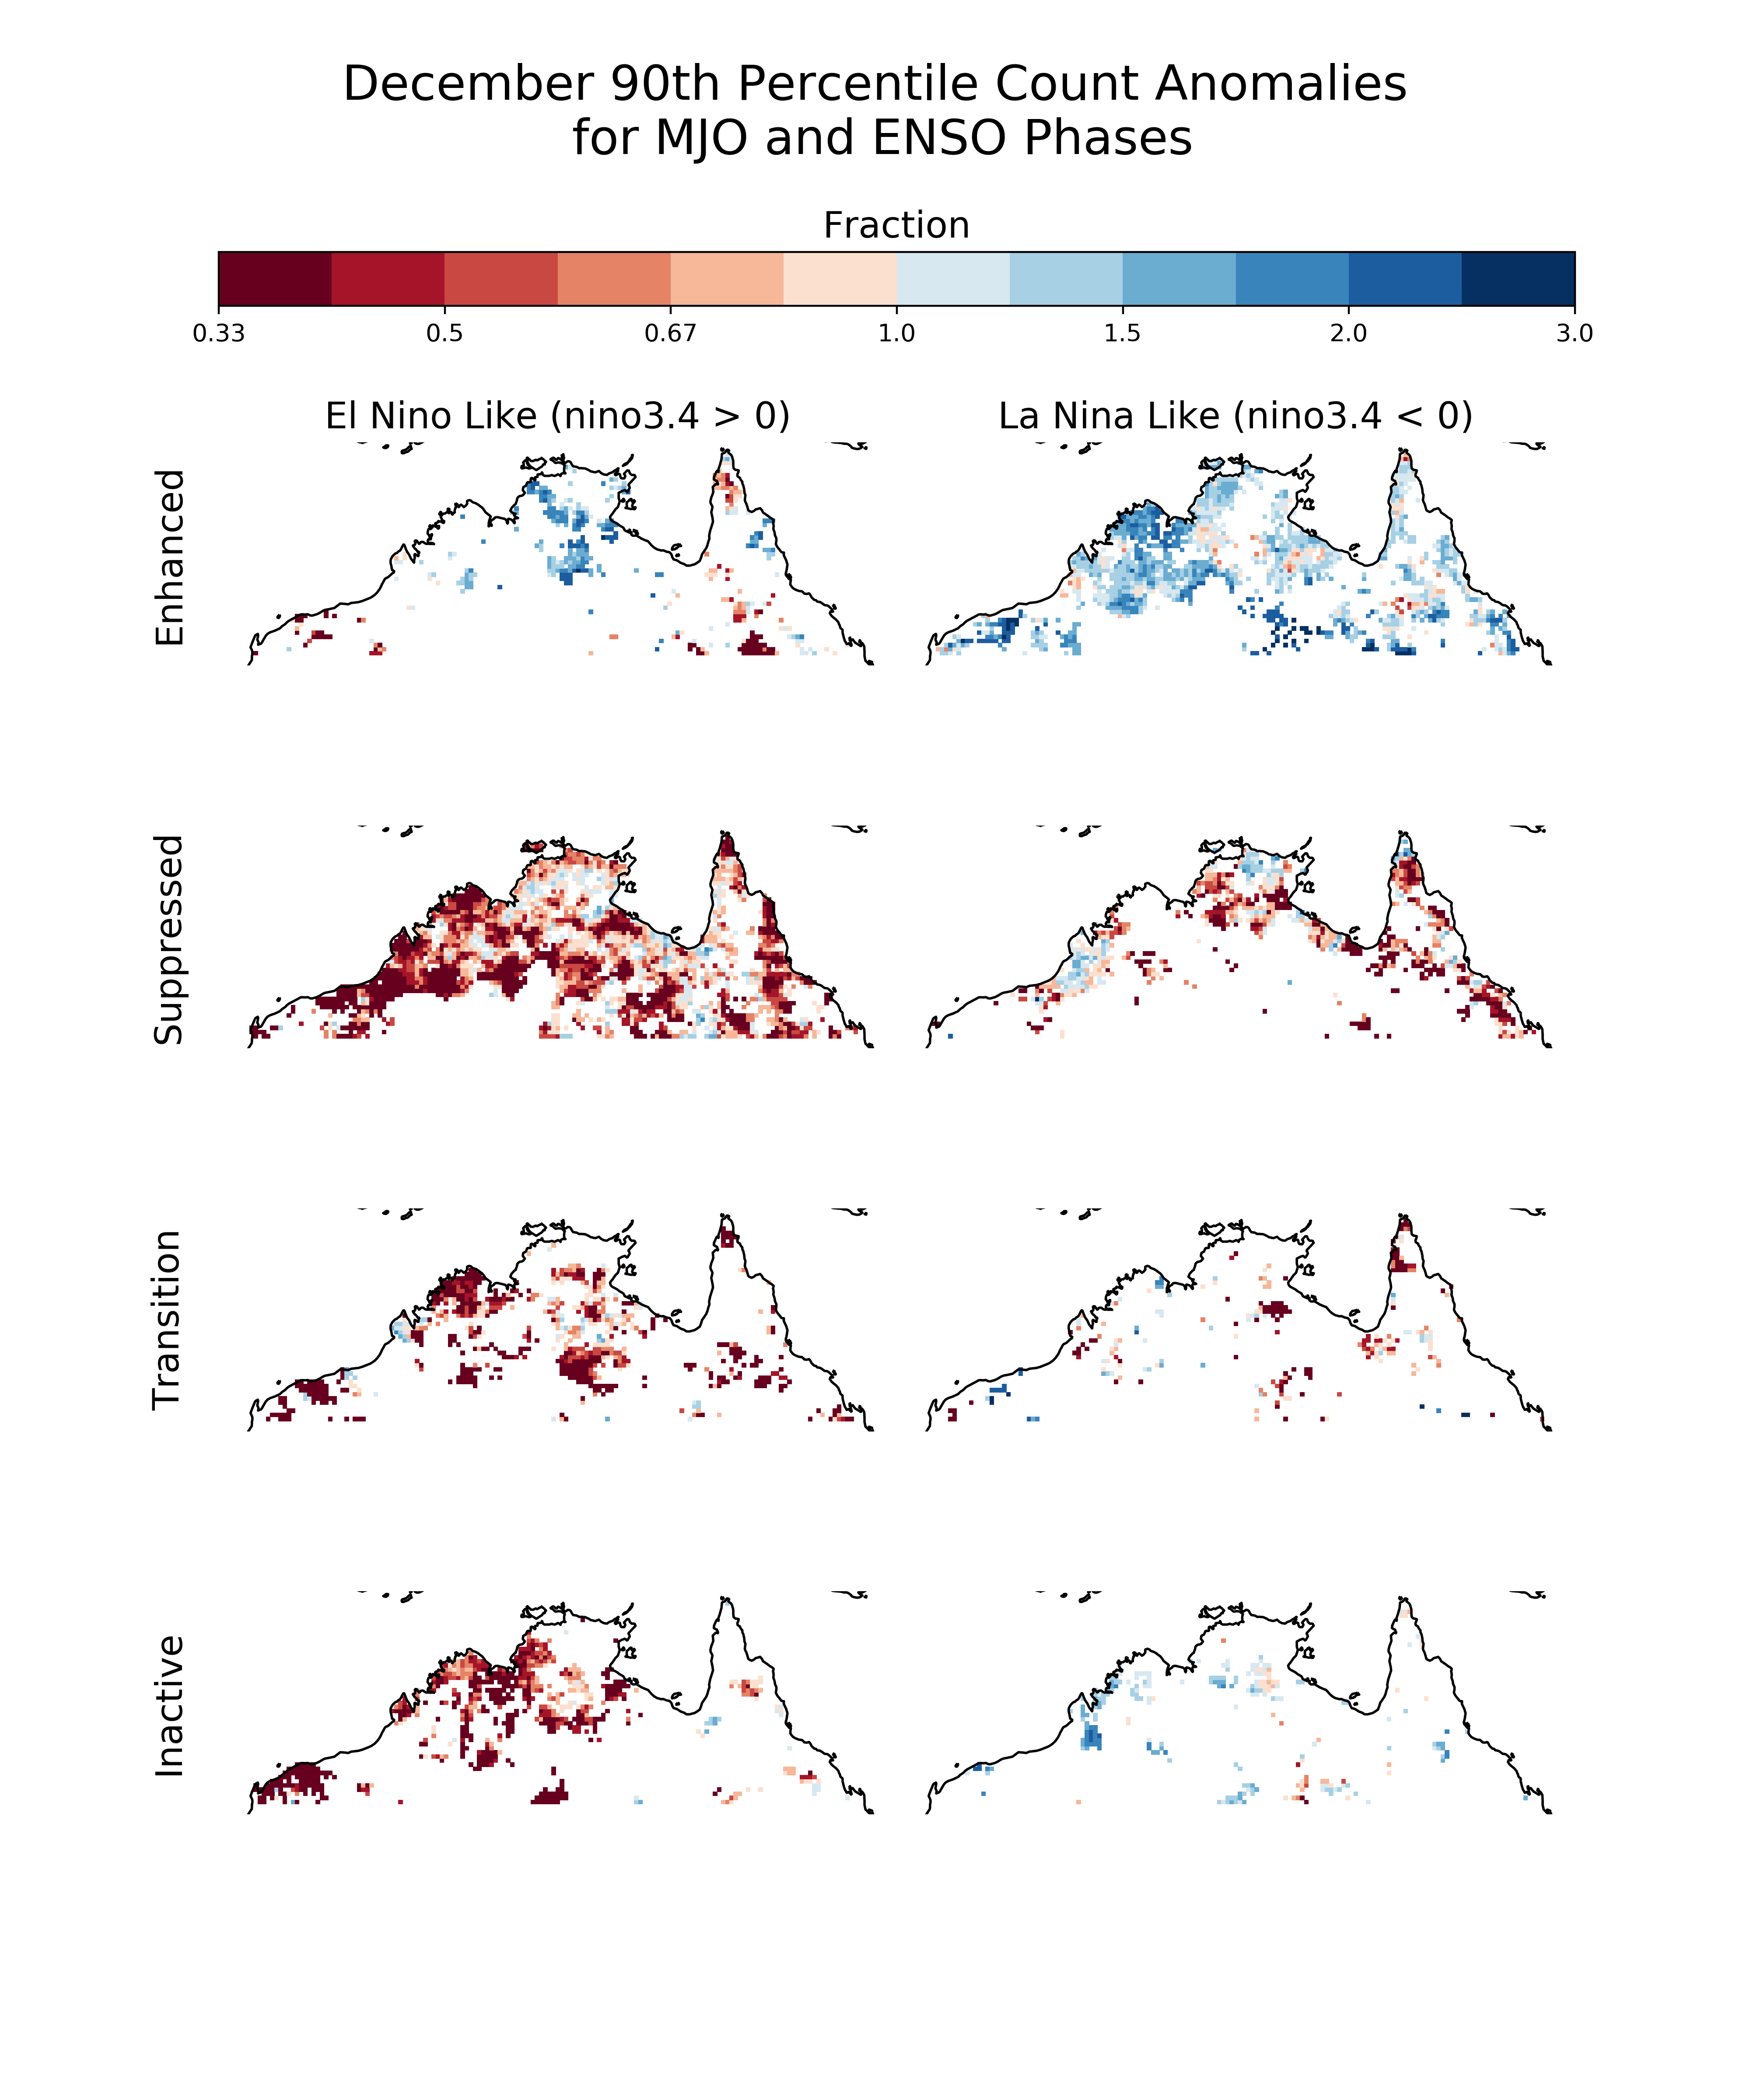 December 90th Percentile Count Anomalies
for MJO and ENSO Phases
Fraction
0.33 0.5 0.67 1.0 1.5 2.0 3.0
El Nino Like (nino3.4 > 0) La Nina Like (nino3.4 < 0)
Enhanced
Suppressed
Transition
Inactive